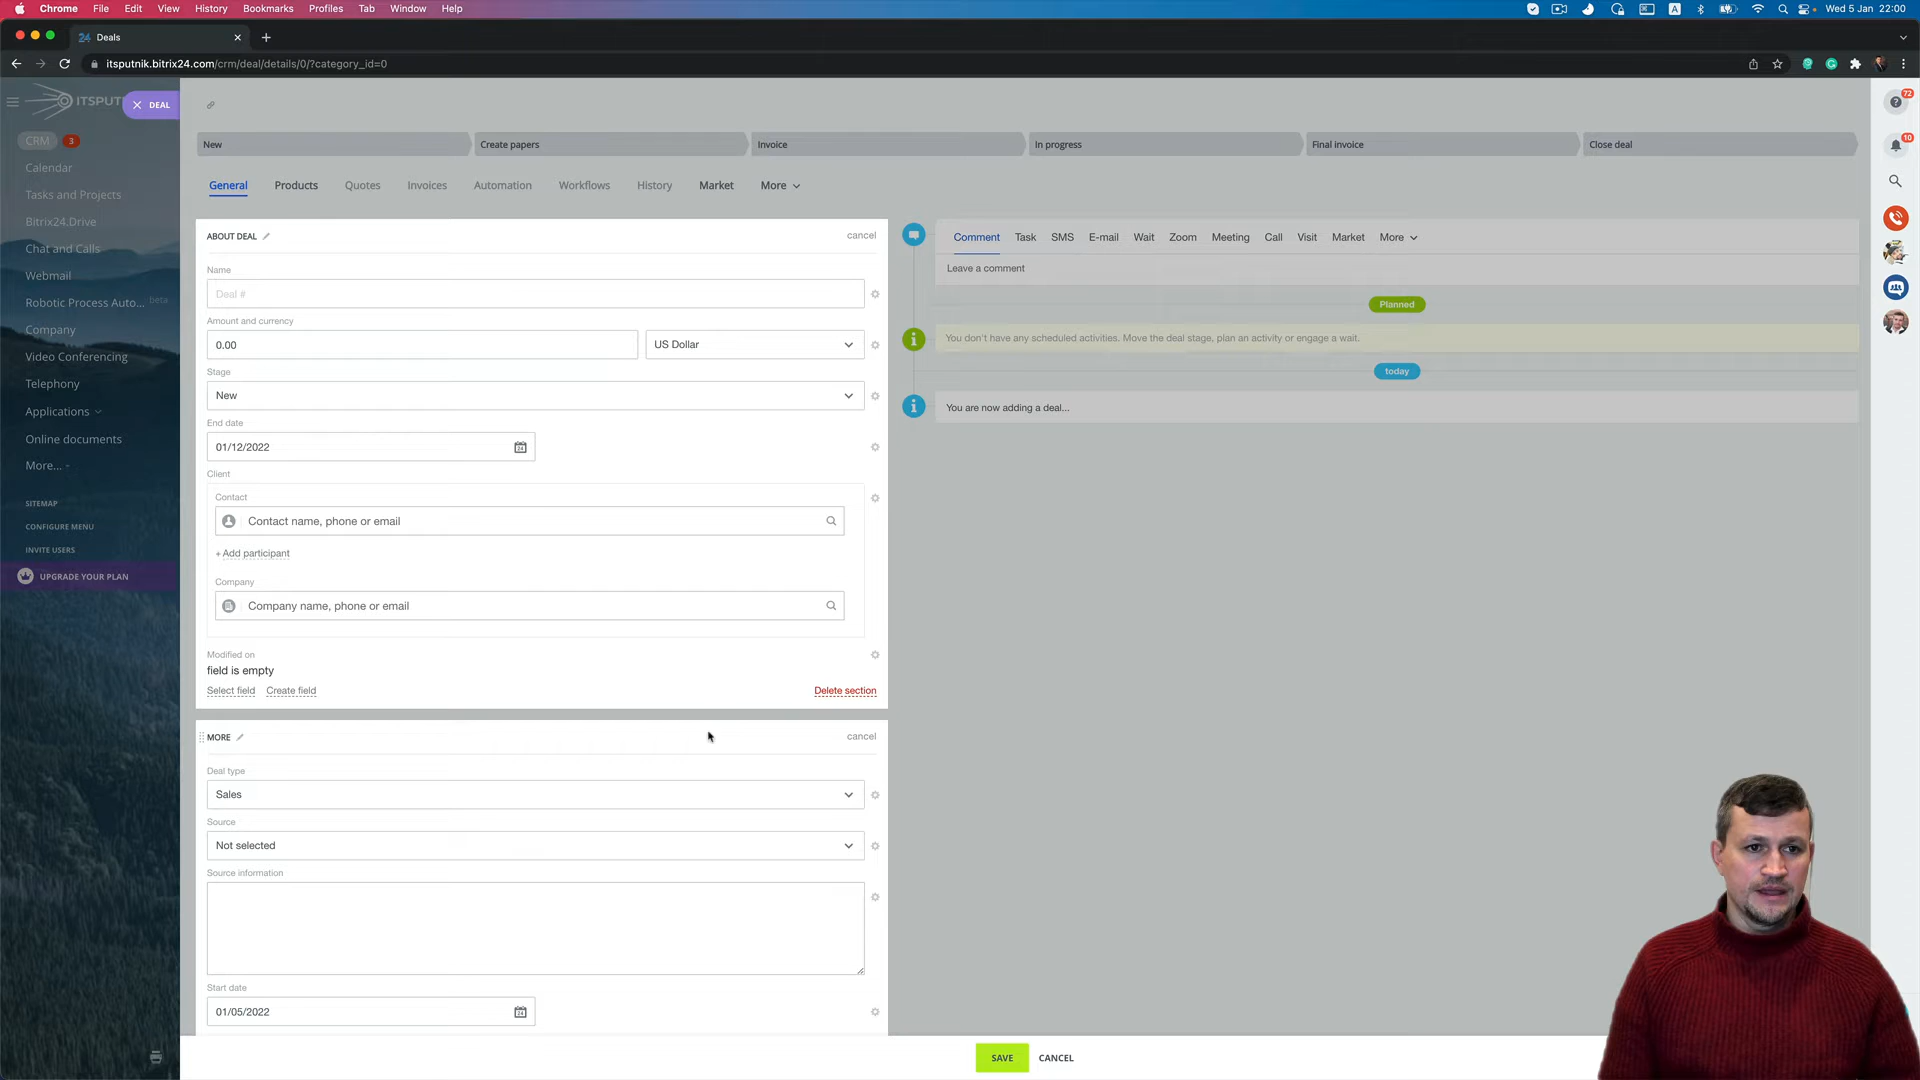 Chrome File Edit View History Bookmarks Profiles Tab Window Help
A Wed 5 Jan 22:00
24 Deals
itsputnik.bitrix24.com/crm/deal/details/0/?category_id=0
ITSPUT
DEAL
72
CRM 3
Calendar
Tasks and Projects
Bitrix24.Drive
Chat and Calls
Webmail
Robotic Process Auto... beta
Company
Video Conferencing
Telephony
Applications
Online documents
More...
SITEMAP
CONFIGURE MENU
INVITE USERS
UPGRADE YOUR PLAN
New Create papers Invoice In progress Final invoice Close deal
10
General Products Quotes Invoices Automation Workflows History Market More
ABOUT DEAL cancel
Name
Deal #
Amount and currency
0.00 US Dollar
Stage
New
End date
01/12/2022
Client
Contact
Contact name, phone or email
+ Add participant
Company
Company name, phone or email
Modified on
field is empty
Select field Create field Delete section
MORE cancel
Deal type
Sales
Source
Not selected
Source information
Start date
01/05/2022
Comment Task SMS E-mail Wait Zoom Meeting Call Visit Market More
Leave a comment
Planned
You don't have any scheduled activities. Move the deal stage, plan an activity or engage a wait.
today
You are now adding a deal...
SAVE CANCEL